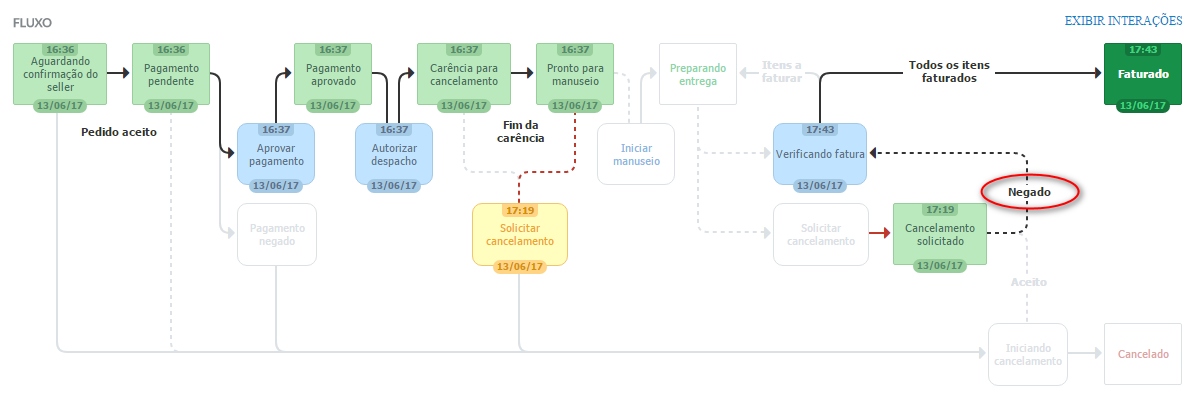 FLUXO
EXIBIR INTERAÇÕES
16:36
Aguardando
confirmação do
seller
13/06/17
16:36
Pagamento
pendente
13/06/17
16:37
Pagamento
aprovado
13/06/17
16:37
Carência para
cancelamento
13/06/17
16:37
Pronto para
manuseio
13/06/17
Preparando
entrega
Itens a
faturar
Todos os itens
faturados
17:43
Faturado
13/06/17
Pedido aceito
16:37
Aprovar
pagamento
13/06/17
16:37
Autorizar
despacho
13/06/17
Fim da
carência
Iniciar
manuseio
17:43
Verificando fatura
13/06/17
Negado
Pagamento
negado
17:19
Solicitar
cancelamento
13/06/17
Solicitar
cancelamento
17:19
Cancelamento
solicitado
13/06/17
Aceito
Iniciando
cancelamento
Cancelado